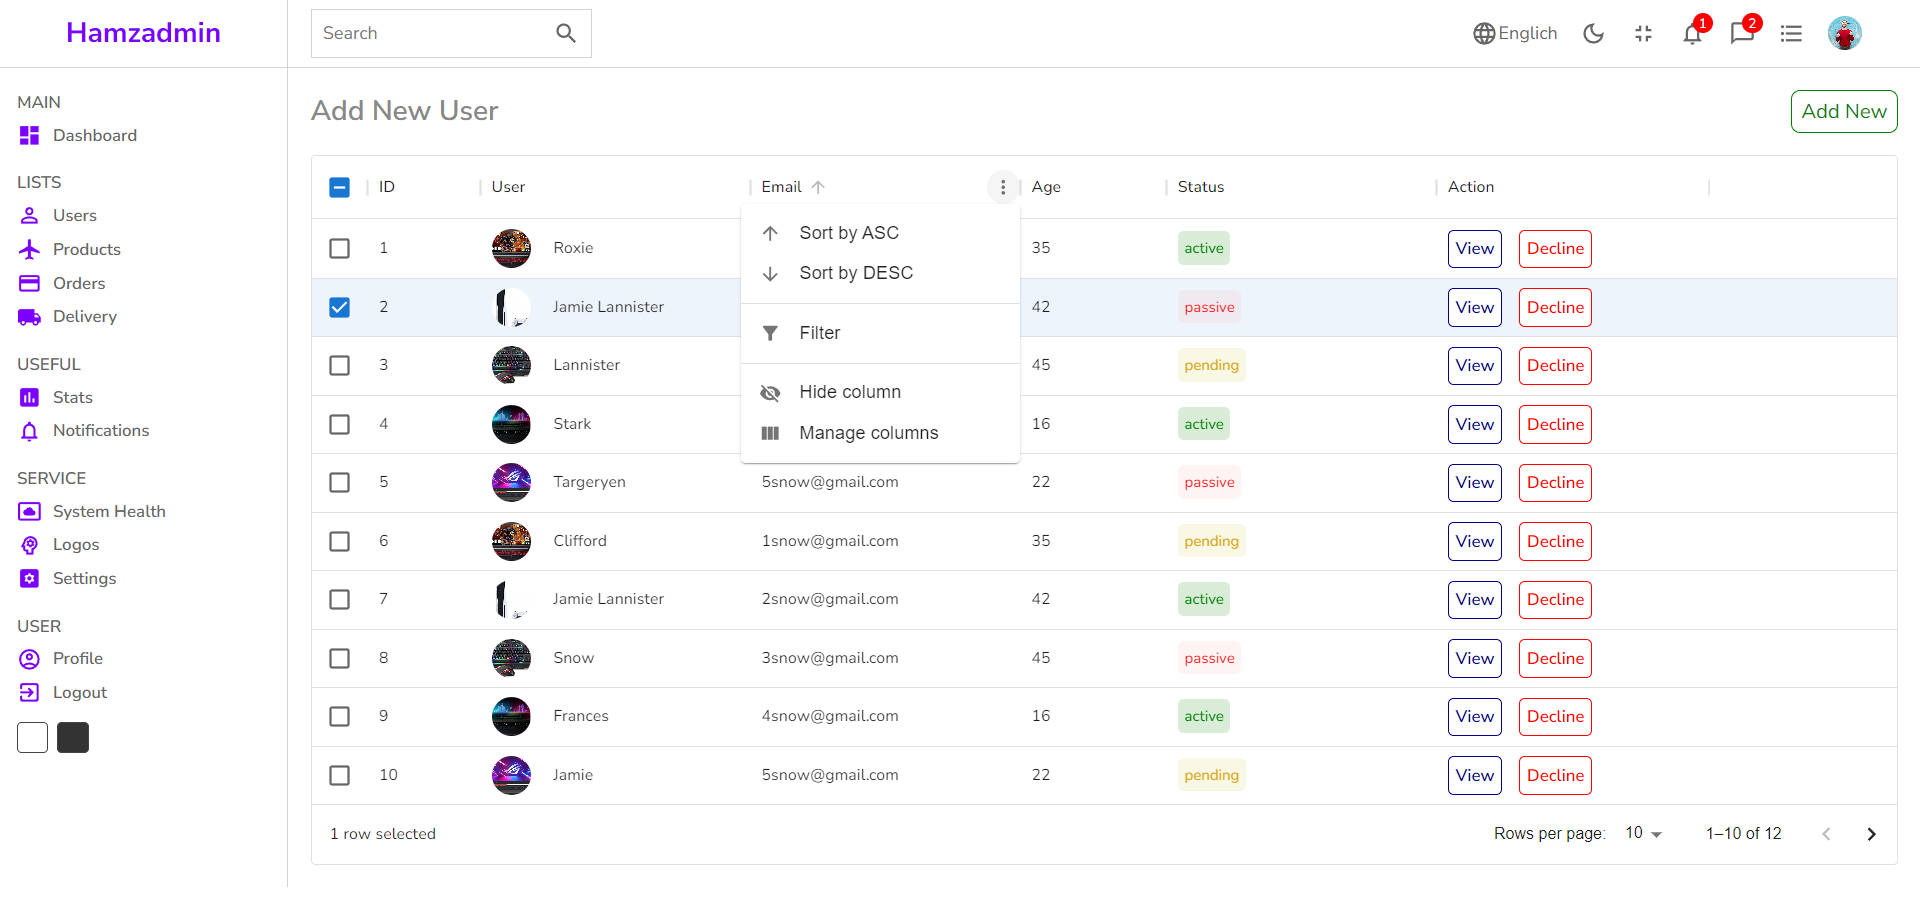 Hamzadmin
Search
English
1
2
MAIN
Dashboard
LISTS
Users
Products
Orders
Delivery
USEFUL
Stats
Notifications
SERVICE
System Health
Logos
Settings
USER
Profile
Logout
Add New User
Add New
ID User Email Age Status Action
Sort by ASC
Sort by DESC
Filter
Hide column
Manage columns
1 Roxie 35 active View Decline
2 Jamie Lannister 42 passive View Decline
3 Lannister 45 pending View Decline
4 Stark 16 active View Decline
5 Targeryen 5snow@gmail.com 22 passive View Decline
6 Clifford 1snow@gmail.com 35 pending View Decline
7 Jamie Lannister 2snow@gmail.com 42 active View Decline
8 Snow 3snow@gmail.com 45 passive View Decline
9 Frances 4snow@gmail.com 16 active View Decline
10 Jamie 5snow@gmail.com 22 pending View Decline
1 row selected
Rows per page: 10 1–10 of 12